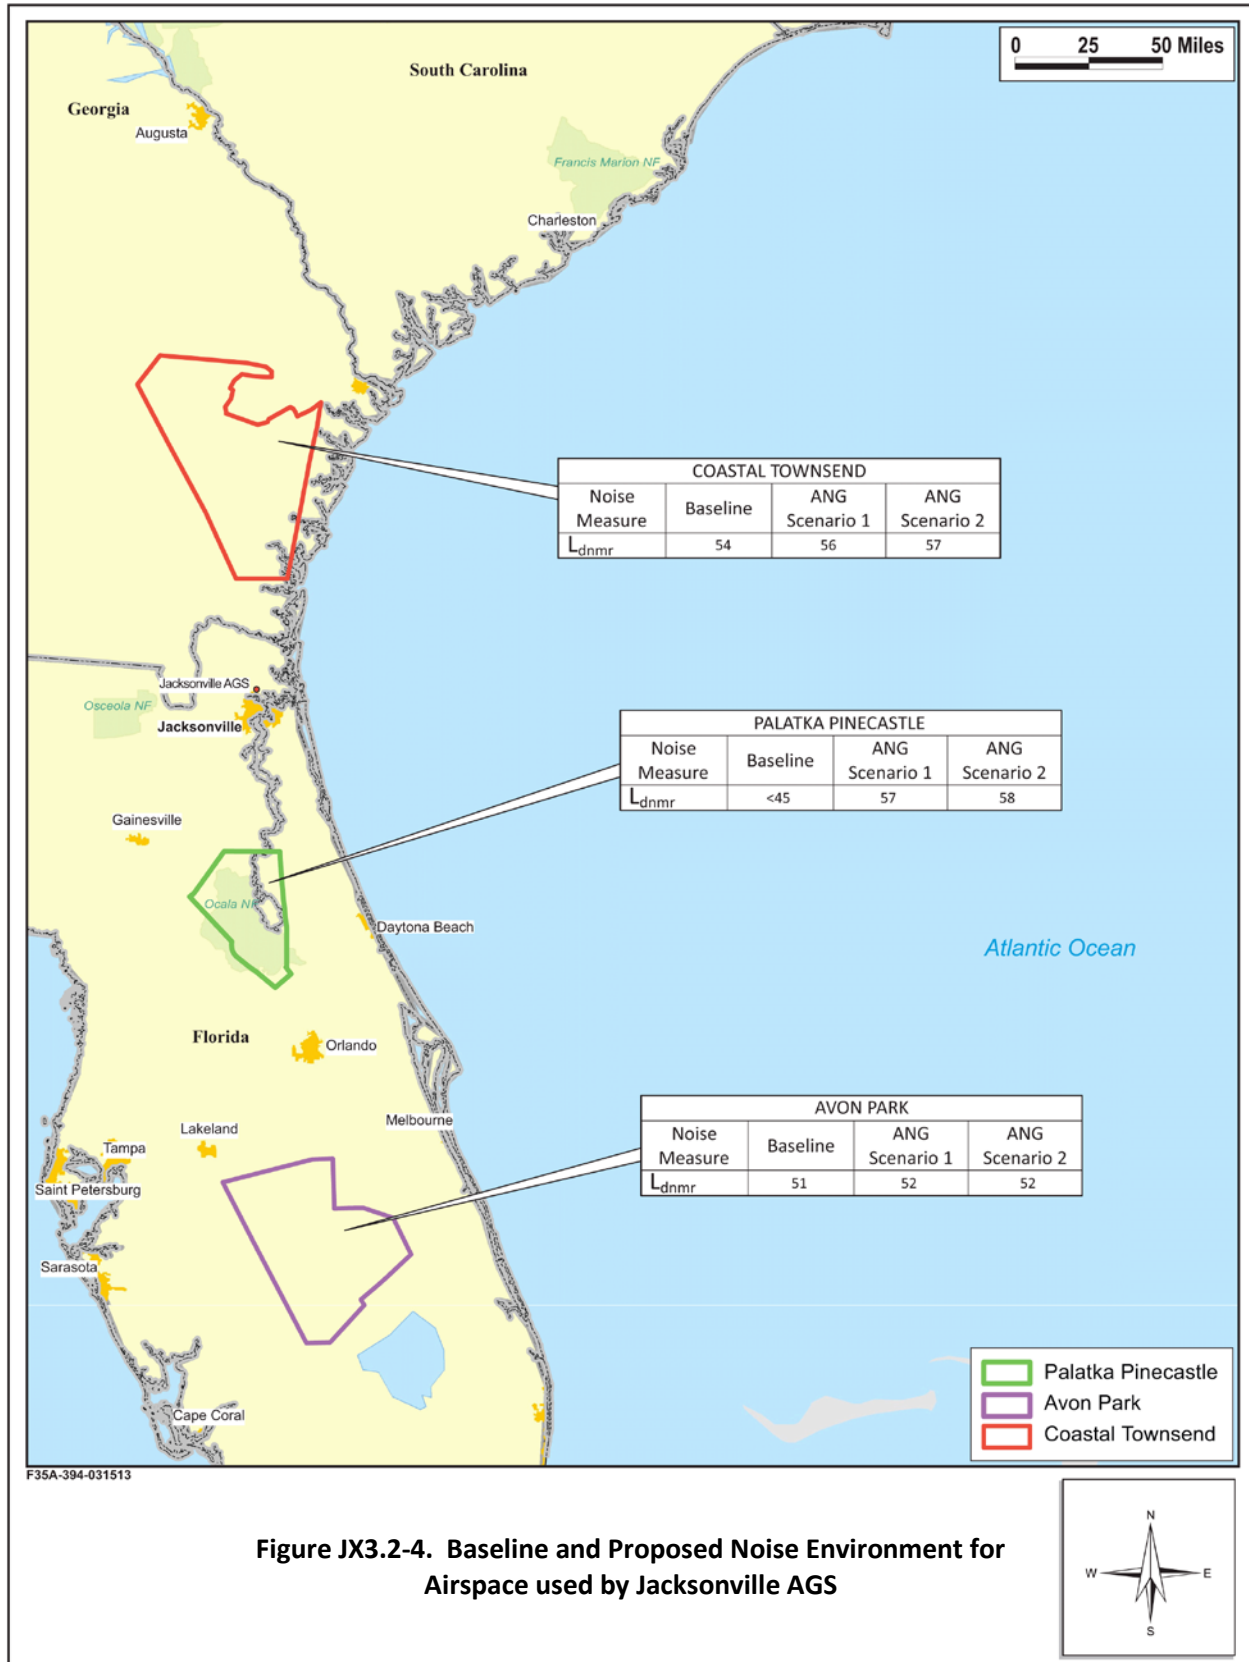 0 25 50 Miles
South Carolina
Georgia
Augusta
Francis Marion NF
Charleston
COASTAL TOWNSEND
Noise Measure Baseline ANG Scenario 1 ANG Scenario 2
Ldnmr 54 56 57
Jacksonville AGS
Osceola NF
Jacksonville
PALATKA PINECASTLE
Noise Measure Baseline ANG Scenario 1 ANG Scenario 2
Ldnmr <45 57 58
Gainesville
Ocala NF
Daytona Beach
Atlantic Ocean
Florida
Orlando
AVON PARK
Noise Measure Baseline ANG Scenario 1 ANG Scenario 2
Ldnmr 51 52 52
Melbourne
Lakeland
Tampa
Saint Petersburg
Sarasota
Cape Coral
Palatka Pinecastle
Avon Park
Coastal Townsend
F35A-394-031513
Figure JX3.2-4. Baseline and Proposed Noise Environment for
Airspace used by Jacksonville AGS
N
W E
S